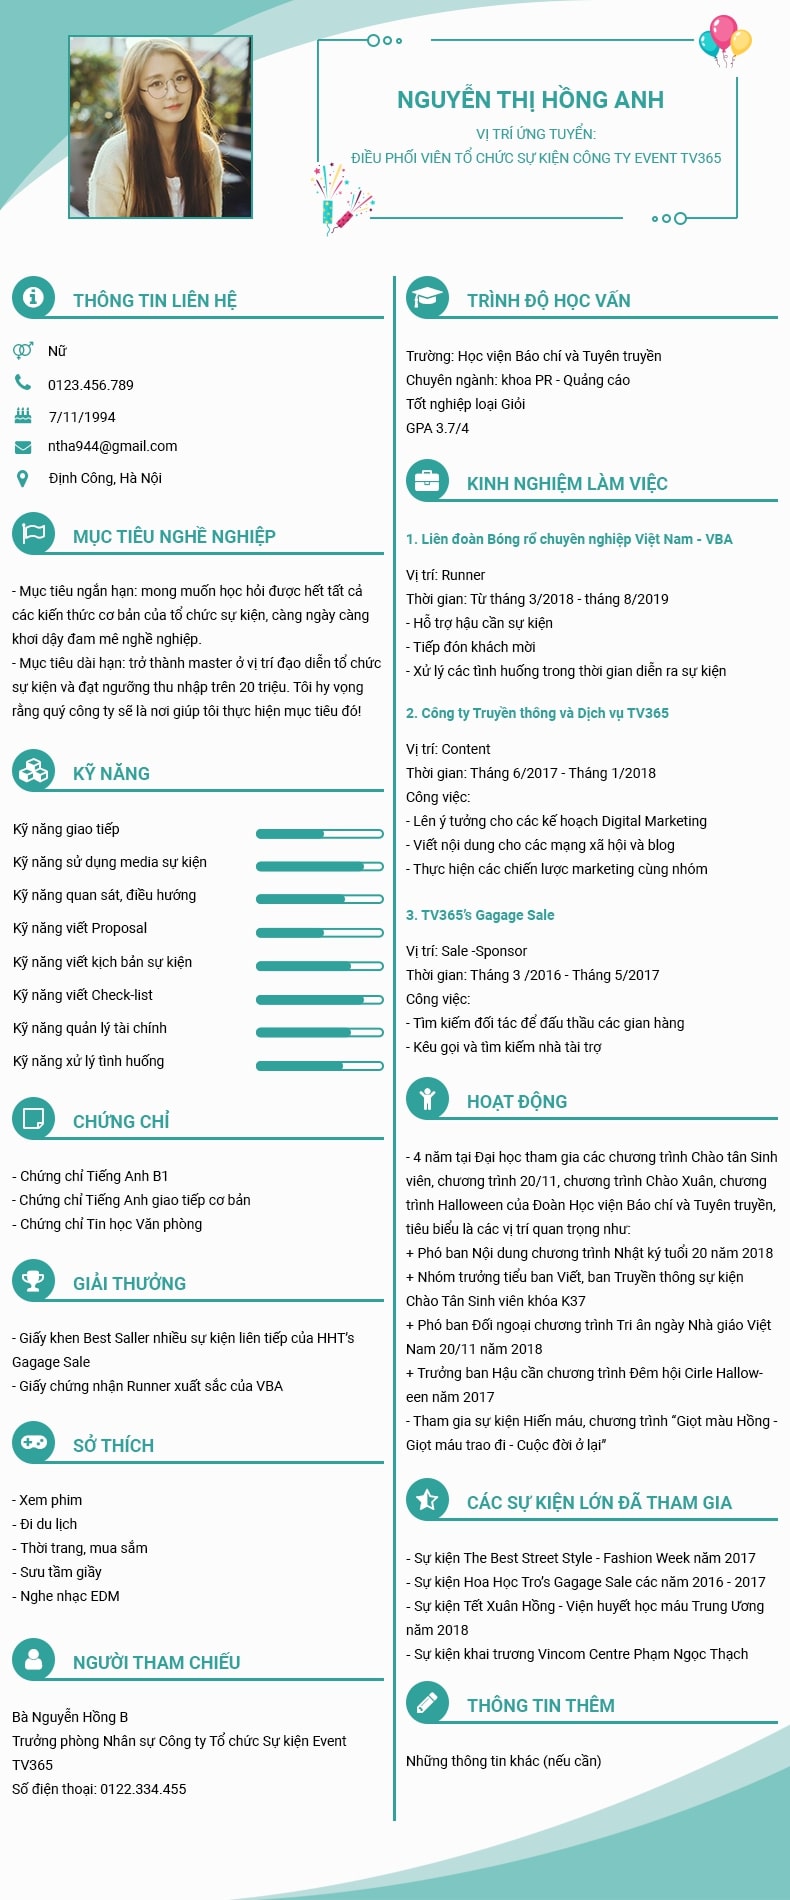 NGUYỄN THỊ HỒNG ANH
VỊ TRÍ ỨNG TUYỂN:
ĐIỀU PHỐI VIÊN TỔ CHỨC SỰ KIỆN CÔNG TY EVENT TV365
THÔNG TIN LIÊN HỆ
Nữ
0123.456.789
7/11/1994
ntha944@gmail.com
Định Công, Hà Nội
MỤC TIÊU NGHỀ NGHIỆP
- Mục tiêu ngắn hạn: mong muốn học hỏi được hết tất cả
các kiến thức cơ bản của tổ chức sự kiện, càng ngày càng
khơi dậy đam mê nghề nghiệp.
- Mục tiêu dài hạn: trở thành master ở vị trí đạo diễn tổ chức
sự kiện và đạt ngưỡng thu nhập trên 20 triệu. Tôi hy vọng
rằng quý công ty sẽ là nơi giúp tôi thực hiện mục tiêu đó!
KỸ NĂNG
Kỹ năng giao tiếp
Kỹ năng sử dụng media sự kiện
Kỹ năng quan sát, điều hướng
Kỹ năng viết Proposal
Kỹ năng viết kịch bản sự kiện
Kỹ năng viết Check-list
Kỹ năng quản lý tài chính
Kỹ năng xử lý tình huống
CHỨNG CHỈ
- Chứng chỉ Tiếng Anh B1
- Chứng chỉ Tiếng Anh giao tiếp cơ bản
- Chứng chỉ Tin học Văn phòng
GIẢI THƯỞNG
- Giấy khen Best Saller nhiều sự kiện liên tiếp của HHT's
Gagage Sale
- Giấy chứng nhận Runner xuất sắc của VBA
SỞ THÍCH
- Xem phim
- Đi du lịch
- Thời trang, mua sắm
- Sưu tầm giầy
- Nghe nhạc EDM
NGƯỜI THAM CHIẾU
Bà Nguyễn Hồng B
Trưởng phòng Nhân sự Công ty Tổ chức Sự kiện Event
TV365
Số điện thoại: 0122.334.455
TRÌNH ĐỘ HỌC VẤN
Trường: Học viện Báo chí và Tuyên truyền
Chuyên ngành: khoa PR - Quảng cáo
Tốt nghiệp loại Giỏi
GPA 3.7/4
KINH NGHIỆM LÀM VIỆC
1. Liên đoàn Bóng rổ chuyên nghiệp Việt Nam - VBA
Vị trí: Runner
Thời gian: Từ tháng 3/2018 - tháng 8/2019
- Hỗ trợ hậu cần sự kiện
- Tiếp đón khách mời
- Xử lý các tình huống trong thời gian diễn ra sự kiện
2. Công ty Truyền thông và Dịch vụ TV365
Vị trí: Content
Thời gian: Tháng 6/2017 - Tháng 1/2018
Công việc:
- Lên ý tưởng cho các kế hoạch Digital Marketing
- Viết nội dung cho các mạng xã hội và blog
- Thực hiện các chiến lược marketing cùng nhóm
3. TV365's Gagage Sale
Vị trí: Sale -Sponsor
Thời gian: Tháng 3 /2016 - Tháng 5/2017
Công việc:
- Tìm kiếm đối tác để đấu thầu các gian hàng
- Kêu gọi và tìm kiếm nhà tài trợ
HOẠT ĐỘNG
- 4 năm tại Đại học tham gia các chương trình Chào tân Sinh
viên, chương trình 20/11, chương trình Chào Xuân, chương
trình Halloween của Đoàn Học viện Báo chí và Tuyên truyền,
tiêu biểu là các vị trí quan trọng như:
+ Phó ban Nội dung chương trình Nhật ký tuổi 20 năm 2018
+ Nhóm trưởng tiểu ban Viết, ban Truyền thông sự kiện
Chào Tân Sinh viên khóa K37
+ Phó ban Đối ngoại chương trình Tri ân ngày Nhà giáo Việt
Nam 20/11 năm 2018
+ Trưởng ban Hậu cần chương trình Đêm hội Cirle Hallow-
een năm 2017
- Tham gia sự kiện Hiến máu, chương trình "Giọt màu Hồng -
Giọt máu trao đi - Cuộc đời ở lại"
CÁC SỰ KIỆN LỚN ĐÃ THAM GIA
- Sự kiện The Best Street Style - Fashion Week năm 2017
- Sự kiện Hoa Học Tro's Gagage Sale các năm 2016 - 2017
- Sự kiện Tết Xuân Hồng - Viện huyết học máu Trung Ương
năm 2018
- Sự kiện khai trương Vincom Centre Phạm Ngọc Thạch
THÔNG TIN THÊM
Những thông tin khác (nếu cần)